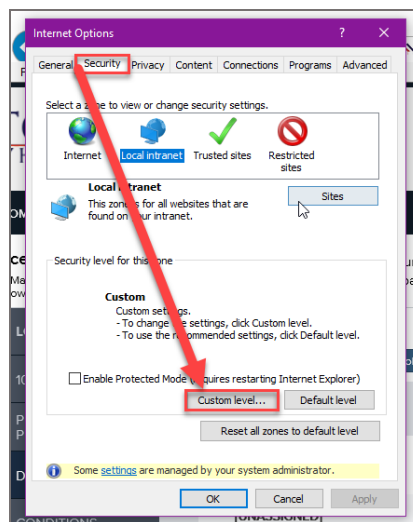 Internet Options
? ×
General Security Privacy Content Connections Programs Advanced
Select a zone to view or change security settings.
Internet Local intranet Trusted sites Restricted
sites
Local intranet
This zone is for all websites that are
found on your intranet.
Sites
Security level for this zone
Custom
Custom settings.
- To change the settings, click Custom level.
- To use the recommended settings, click Default level.
Enable Protected Mode (requires restarting Internet Explorer)
Custom level... Default level
Reset all zones to default level
Some settings are managed by your system administrator.
OK Cancel Apply
CONDITIONS
[UNASSIGNED]